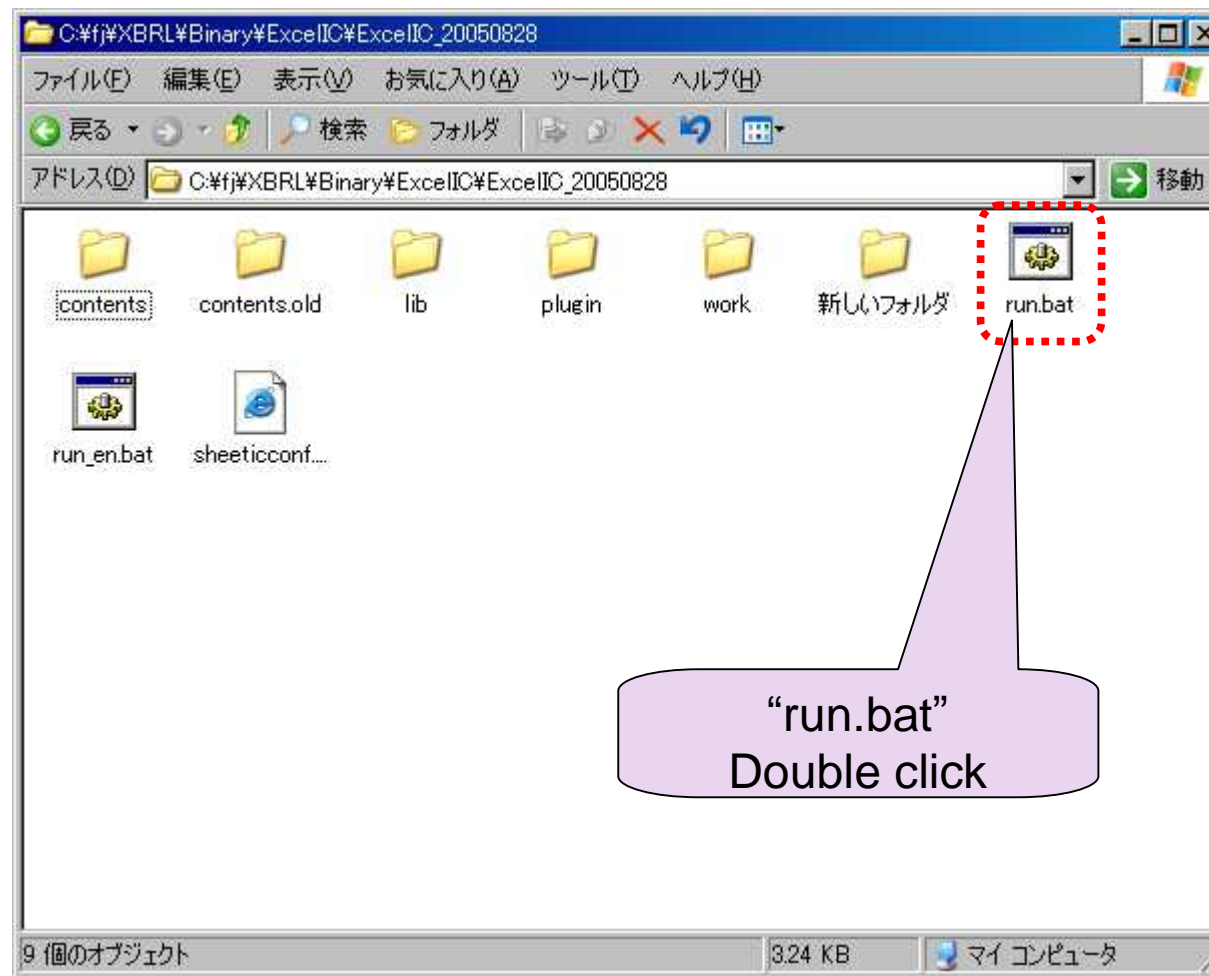 C:¥fj¥XBRL¥Binary¥ExcelIC¥ExcelIC_20050828
ファイル(F) 編集(E) 表示(V) お気に入り(A) ツール(T) ヘルプ(H)
戻る 検索 フォルダ
アドレス(D) C:¥fj¥XBRL¥Binary¥ExcelIC¥ExcelIC_20050828 移動
contents contents.old lib plugin work 新しいフォルダ run.bat
run_en.bat sheeticconf....
“run.bat”
Double click
9 個のオブジェクト 3.24 KB マイ コンピュータ